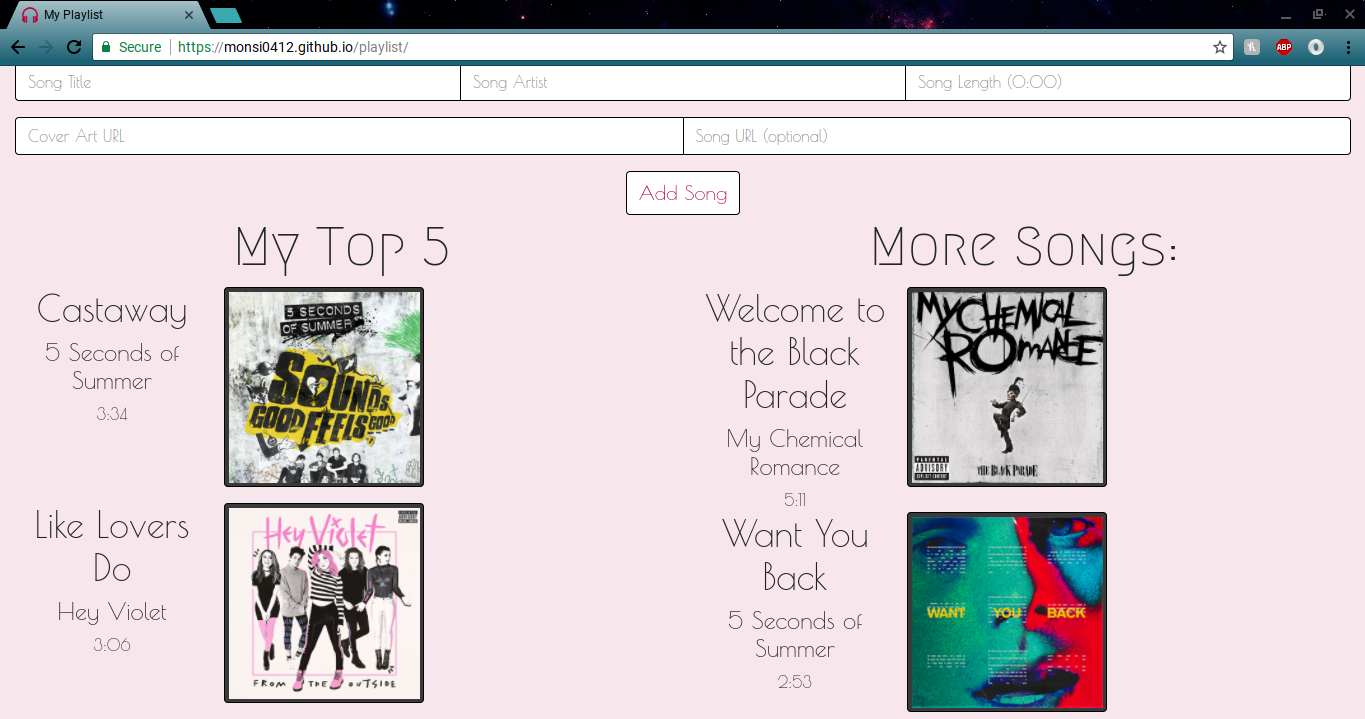 My Playlist
Secure
https://monsi0412.github.io/playlist/
ABP
Song Title
Song Artist
Song Length (0:00)
Cover Art URL
Song URL (optional)
Add Song
My Top 5
Castaway
5 Seconds of
Summer
3:34
5 SECONDS
OF SUMMER
SOUNDS
GOOD FEELS GOOD
Like Lovers
Do
Hey Violet
3:06
HEY VIOLET
FROM THE OUTSIDE
More Songs:
Welcome to
the Black
Parade
My Chemical
Romance
5:11
MY CHEMICAL
ROMANCE
PARENTAL
ADVISORY
EXPLICIT CONTENT
THE BLACK PARADE
Want You
Back
5 Seconds of
Summer
2:53
WANT YOU BACK